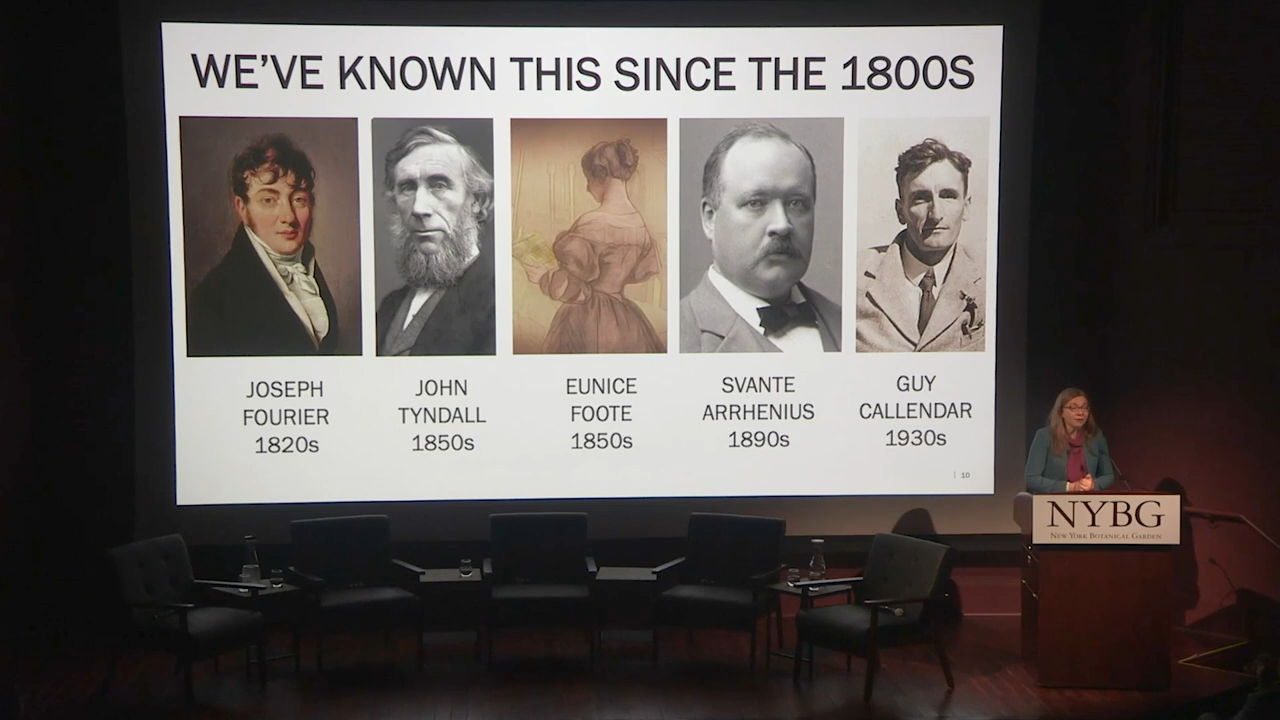 WE'VE KNOWN THIS SINCE THE 1800S
JOSEPH
FOURIER
1820s
JOHN
TYNDALL
1850s
EUNICE
FOOTE
1850s
SVANTE
ARRHENIUS
1890s
GUY
CALLENDAR
1930s
| 10
NYBG
NEW YORK BOTANICAL GARDEN